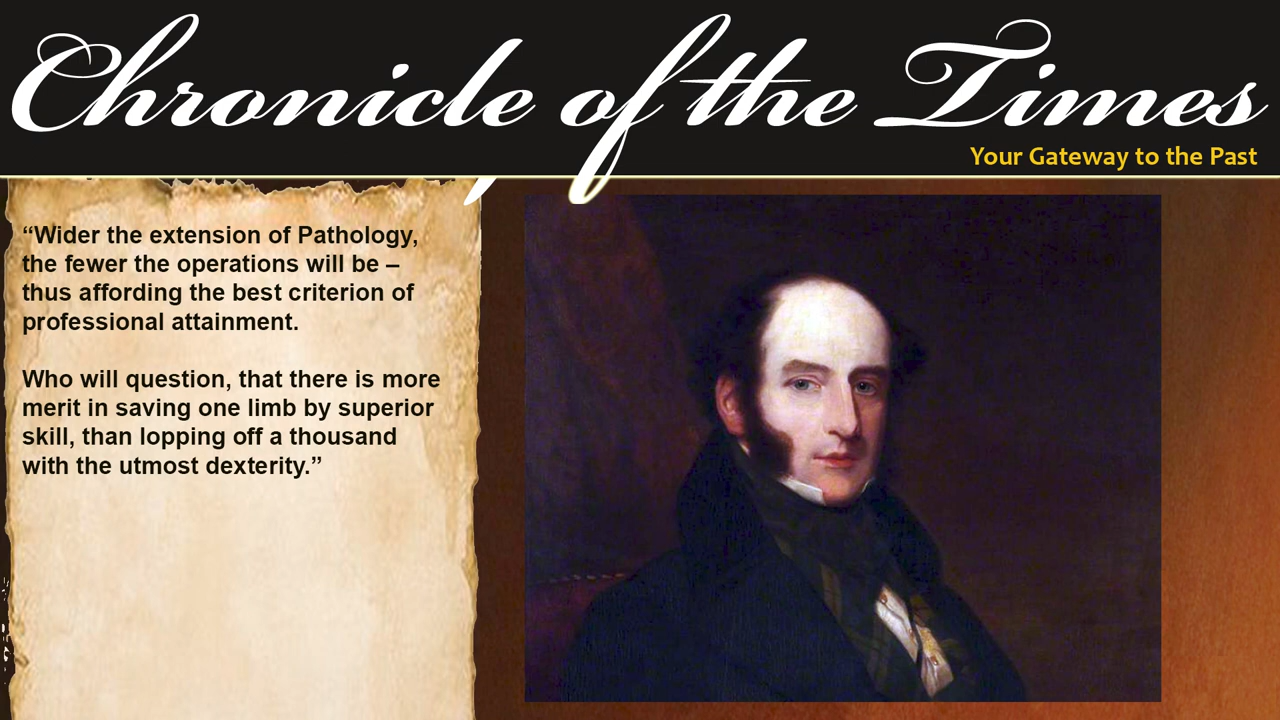 Chronicle of the Times
Your Gateway to the Past
“Wider the extension of Pathology,
the fewer the operations will be –
thus affording the best criterion of
professional attainment.
Who will question, that there is more
merit in saving one limb by superior
skill, than lopping off a thousand
with the utmost dexterity.”